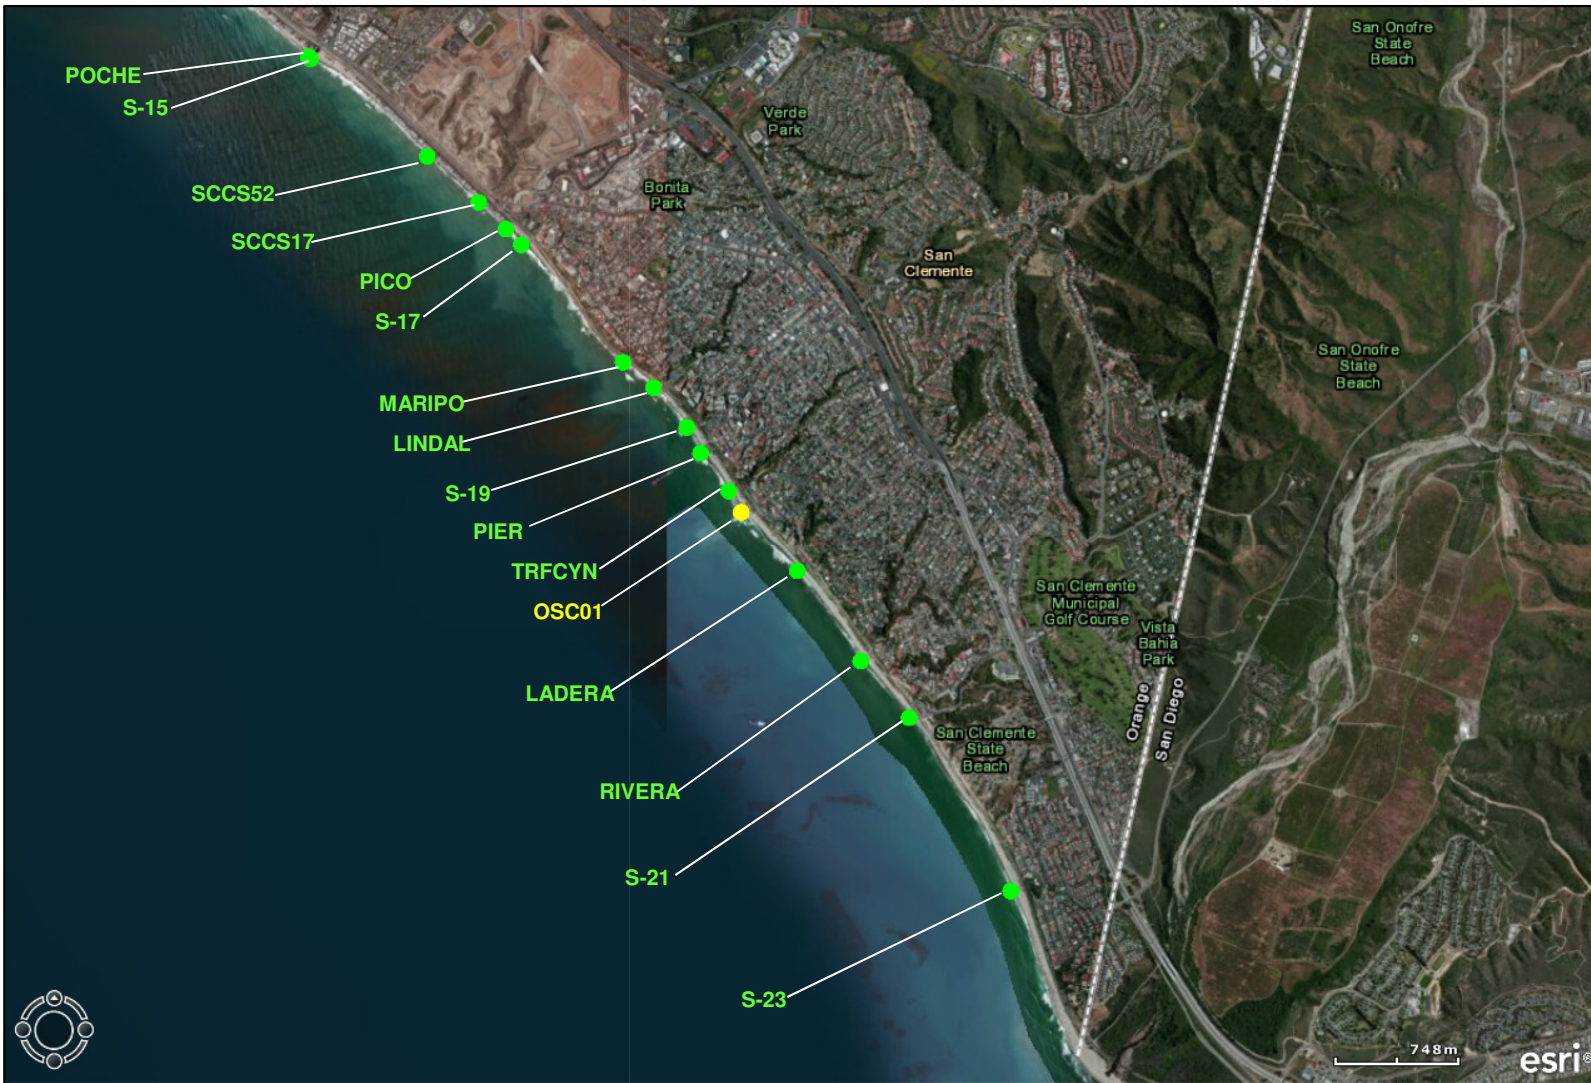 San Onofre
State
Beach
POCHE
S-15
Verde
Park
Bonita
Park
SCCS52
SCCS17
San
Clemente
PICO
S-17
San Onofre
State
Beach
MARIPO
LINDAL
S-19
PIER
TRFCYN
OSC01
San Clemente
Municipal
Golf Course
Vista
Bahia
Park
LADERA
Orange
San Diego
San Clemente
State
Beach
RIVERA
S-21
S-23
748m
esri®